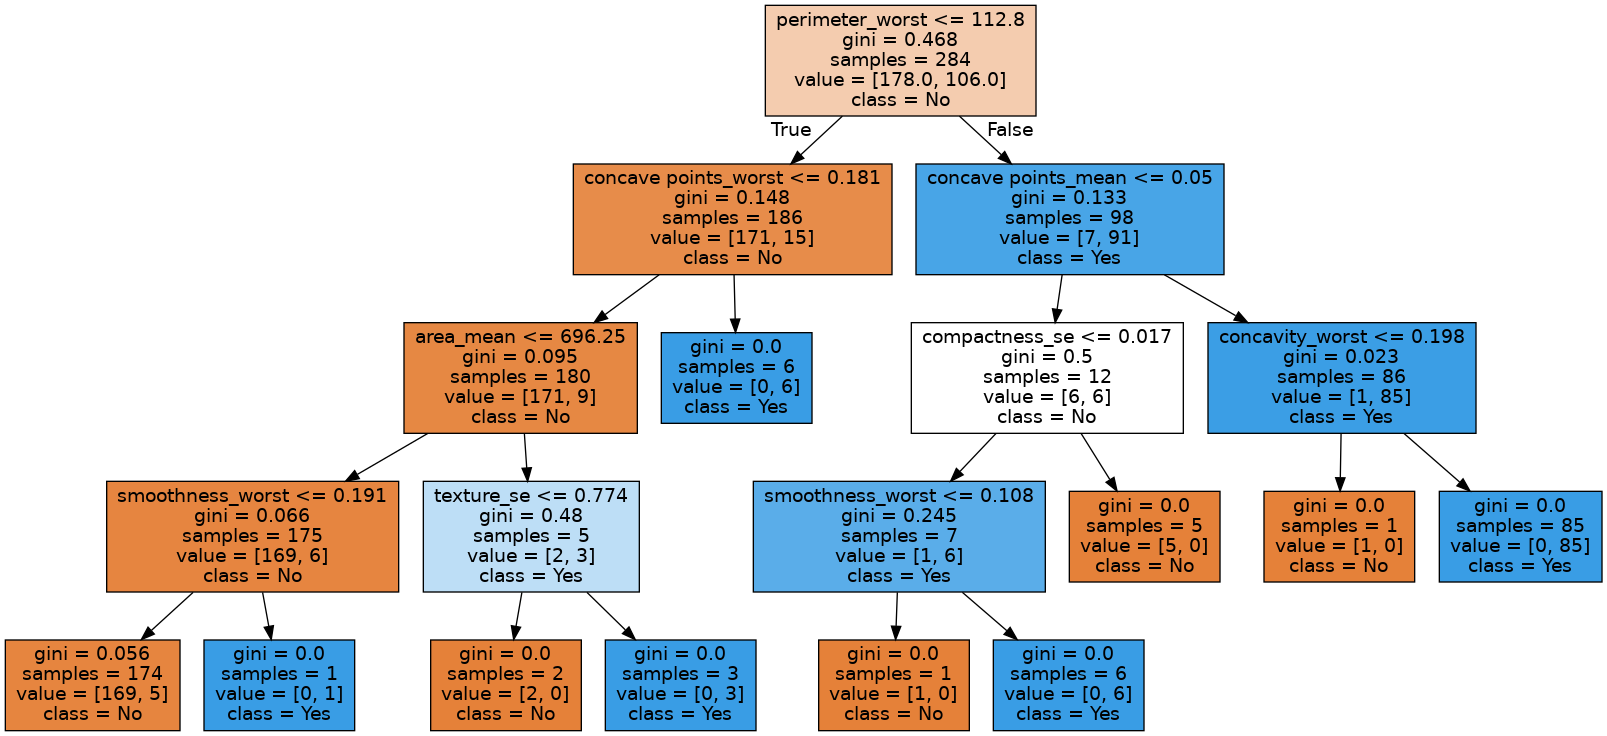 perimeter_worst <= 112.8
gini = 0.468
samples = 284
value = [178.0, 106.0]
class = No
True
False
concave points_worst <= 0.181
gini = 0.148
samples = 186
value = [171, 15]
class = No
concave points_mean <= 0.05
gini = 0.133
samples = 98
value = [7, 91]
class = Yes
area_mean <= 696.25
gini = 0.095
samples = 180
value = [171, 9]
class = No
gini = 0.0
samples = 6
value = [0, 6]
class = Yes
compactness_se <= 0.017
gini = 0.5
samples = 12
value = [6, 6]
class = No
concavity_worst <= 0.198
gini = 0.023
samples = 86
value = [1, 85]
class = Yes
smoothness_worst <= 0.191
gini = 0.066
samples = 175
value = [169, 6]
class = No
texture_se <= 0.774
gini = 0.48
samples = 5
value = [2, 3]
class = Yes
smoothness_worst <= 0.108
gini = 0.245
samples = 7
value = [1, 6]
class = Yes
gini = 0.0
samples = 5
value = [5, 0]
class = No
gini = 0.0
samples = 1
value = [1, 0]
class = No
gini = 0.0
samples = 85
value = [0, 85]
class = Yes
gini = 0.056
samples = 174
value = [169, 5]
class = No
gini = 0.0
samples = 1
value = [0, 1]
class = Yes
gini = 0.0
samples = 2
value = [2, 0]
class = No
gini = 0.0
samples = 3
value = [0, 3]
class = Yes
gini = 0.0
samples = 1
value = [1, 0]
class = No
gini = 0.0
samples = 6
value = [0, 6]
class = Yes